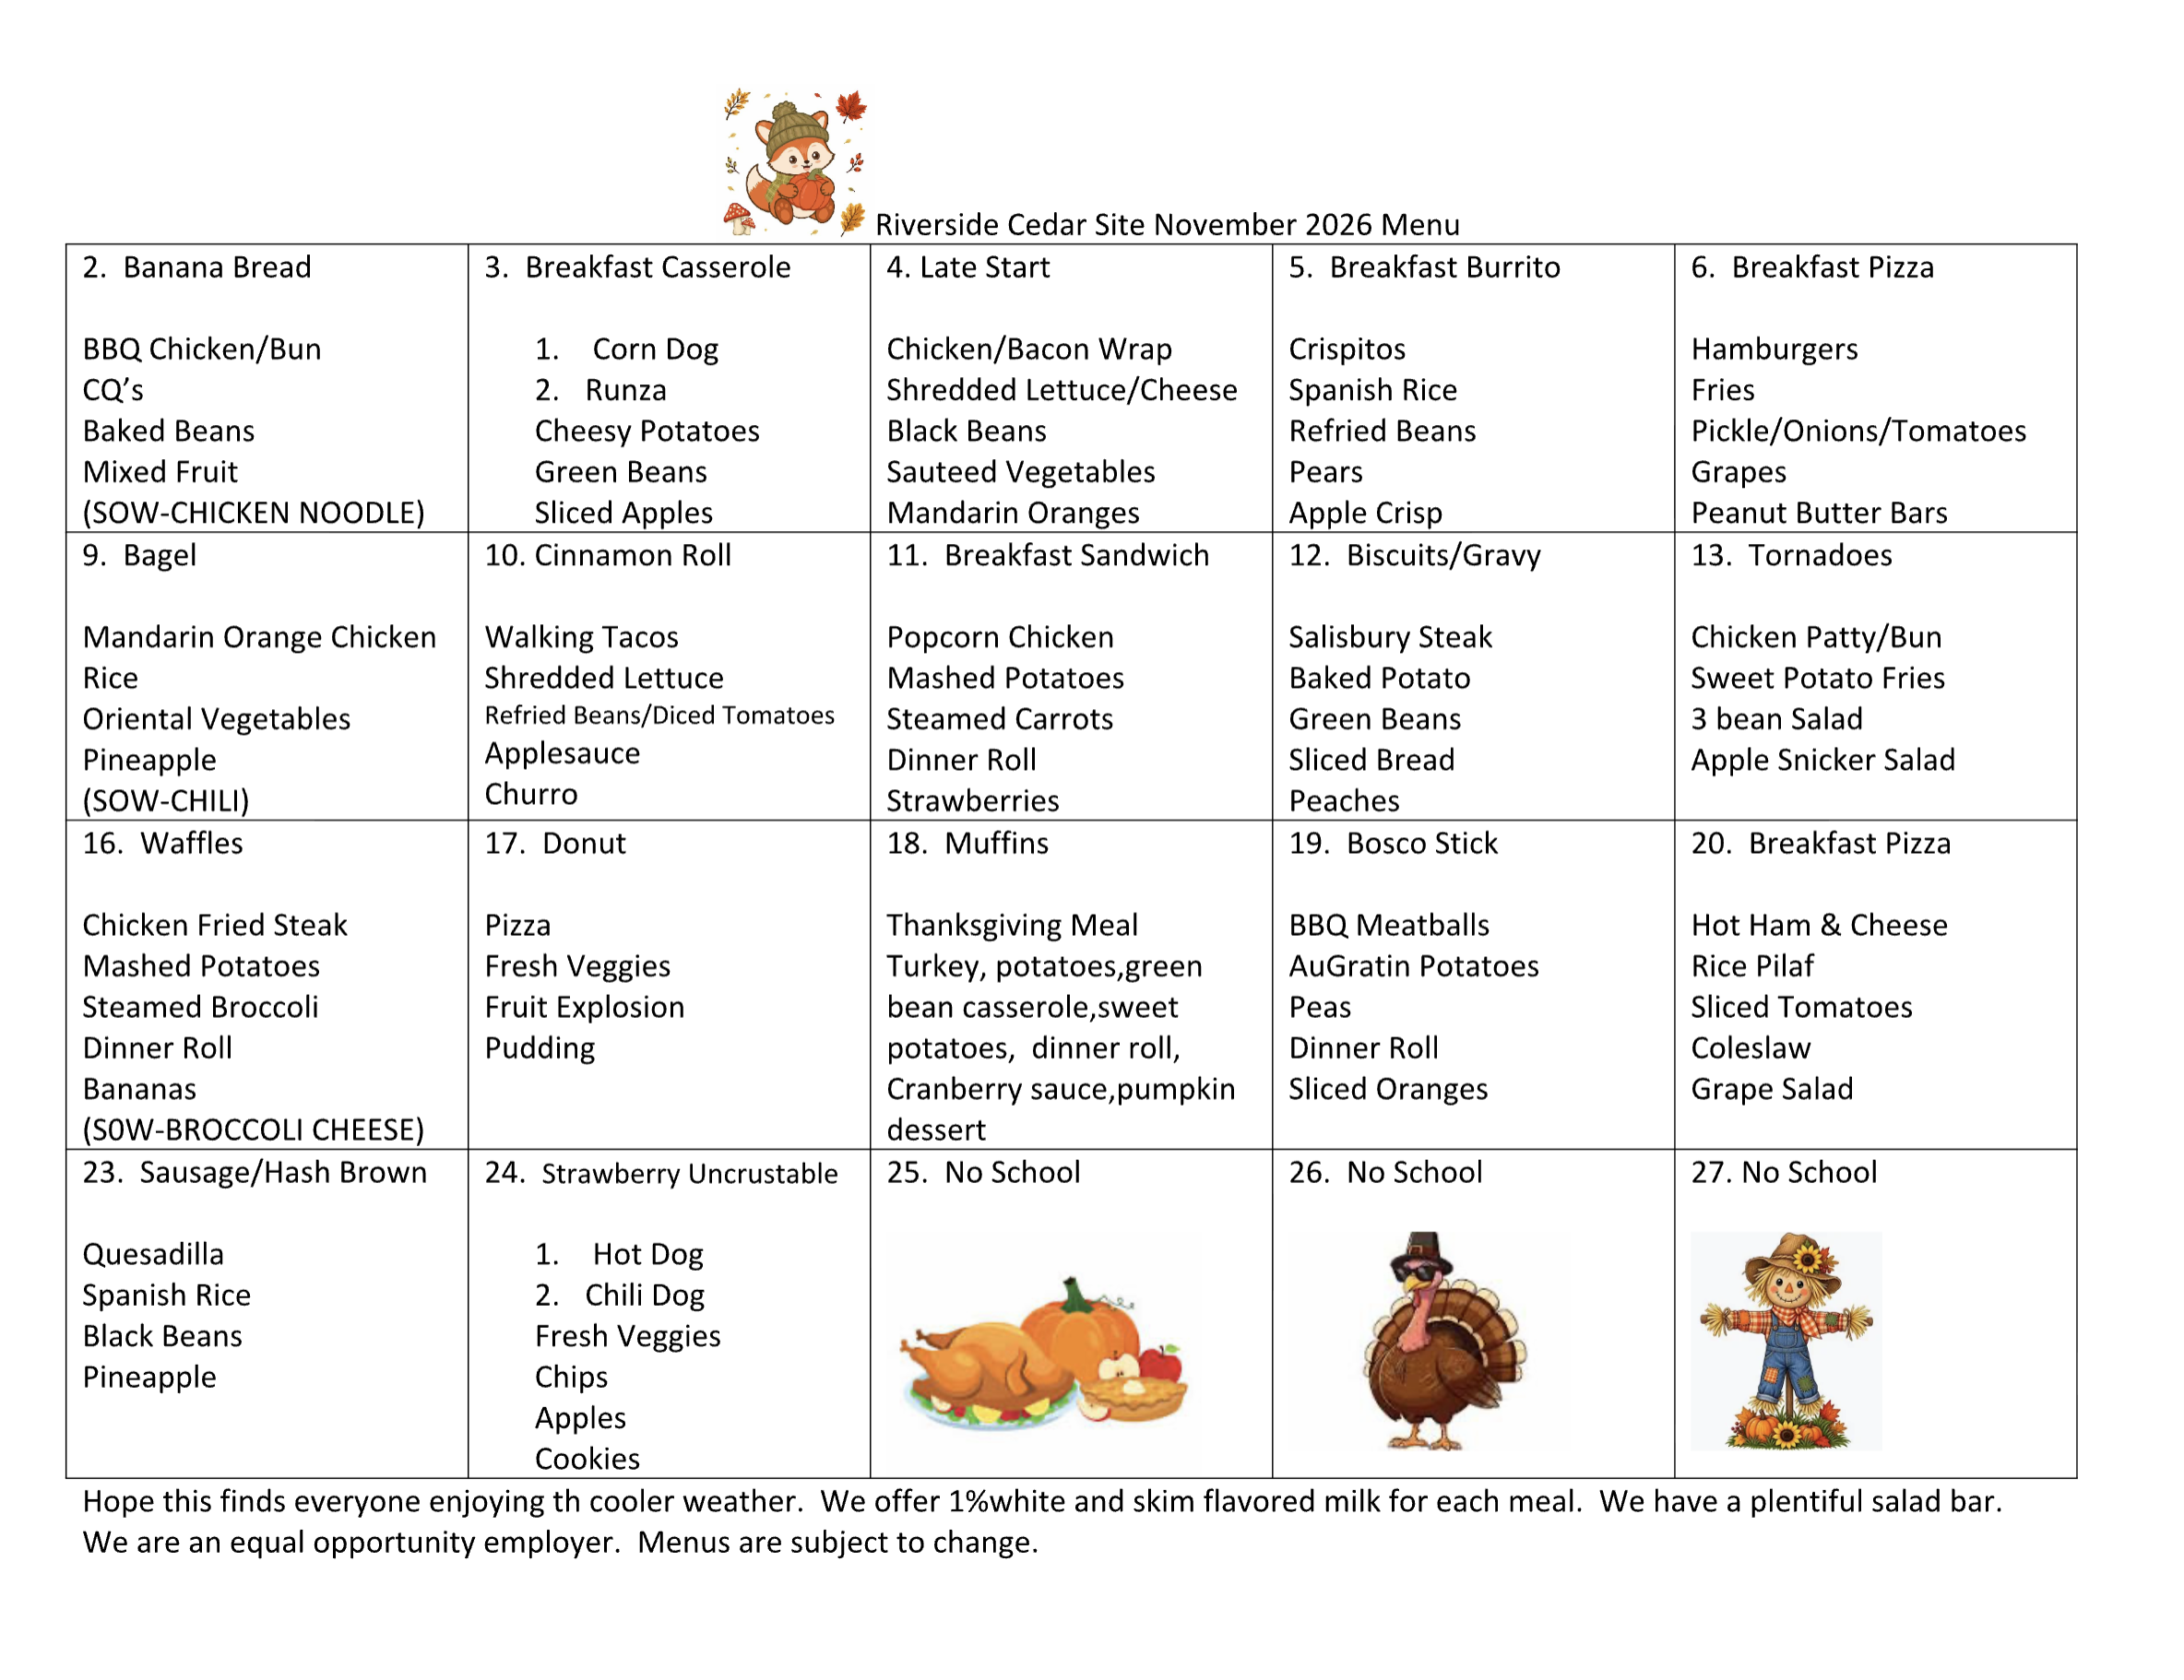 Riverside Cedar Site November 2026 Menu
2.  Banana Bread
BBQ Chicken/Bun
CQ’s
Baked Beans
Mixed Fruit
(SOW-CHICKEN NOODLE)
3.  Breakfast Casserole
1.  Corn Dog
2.  Runza
Cheesy Potatoes
Green Beans
Sliced Apples
4. Late Start
Chicken/Bacon Wrap
Shredded Lettuce/Cheese
Black Beans
Sauteed Vegetables
Mandarin Oranges
5.  Breakfast Burrito
Crispitos
Spanish Rice
Refried Beans
Pears
Apple Crisp
6.  Breakfast Pizza
Hamburgers
Fries
Pickle/Onions/Tomatoes
Grapes
Peanut Butter Bars
9.  Bagel
Mandarin Orange Chicken
Rice
Oriental Vegetables
Pineapple
(SOW-CHILI)
10. Cinnamon Roll
Walking Tacos
Shredded Lettuce
Refried Beans/Diced Tomatoes
Applesauce
Churro
11.  Breakfast Sandwich
Popcorn Chicken
Mashed Potatoes
Steamed Carrots
Dinner Roll
Strawberries
12.  Biscuits/Gravy
Salisbury Steak
Baked Potato
Green Beans
Sliced Bread
Peaches
13.  Tornadoes
Chicken Patty/Bun
Sweet Potato Fries
3 bean Salad
Apple Snicker Salad
16.  Waffles
Chicken Fried Steak
Mashed Potatoes
Steamed Broccoli
Dinner Roll
Bananas
(S0W-BROCCOLI CHEESE)
17.  Donut
Pizza
Fresh Veggies
Fruit Explosion
Pudding
18.  Muffins
Thanksgiving Meal
Turkey, potatoes,green
bean casserole,sweet
potatoes,  dinner roll,
Cranberry sauce,pumpkin
dessert
19.  Bosco Stick
BBQ Meatballs
AuGratin Potatoes
Peas
Dinner Roll
Sliced Oranges
20.  Breakfast Pizza
Hot Ham & Cheese
Rice Pilaf
Sliced Tomatoes
Coleslaw
Grape Salad
23.  Sausage/Hash Brown
Quesadilla
Spanish Rice
Black Beans
Pineapple
24.  Strawberry Uncrustable
1.  Hot Dog
2.  Chili Dog
Fresh Veggies
Chips
Apples
Cookies
25.  No School
26.  No School
27. No School
Hope this finds everyone enjoying th cooler weather.  We offer 1%white and skim flavored milk for each meal.  We have a plentiful salad bar.
We are an equal opportunity employer.  Menus are subject to change.